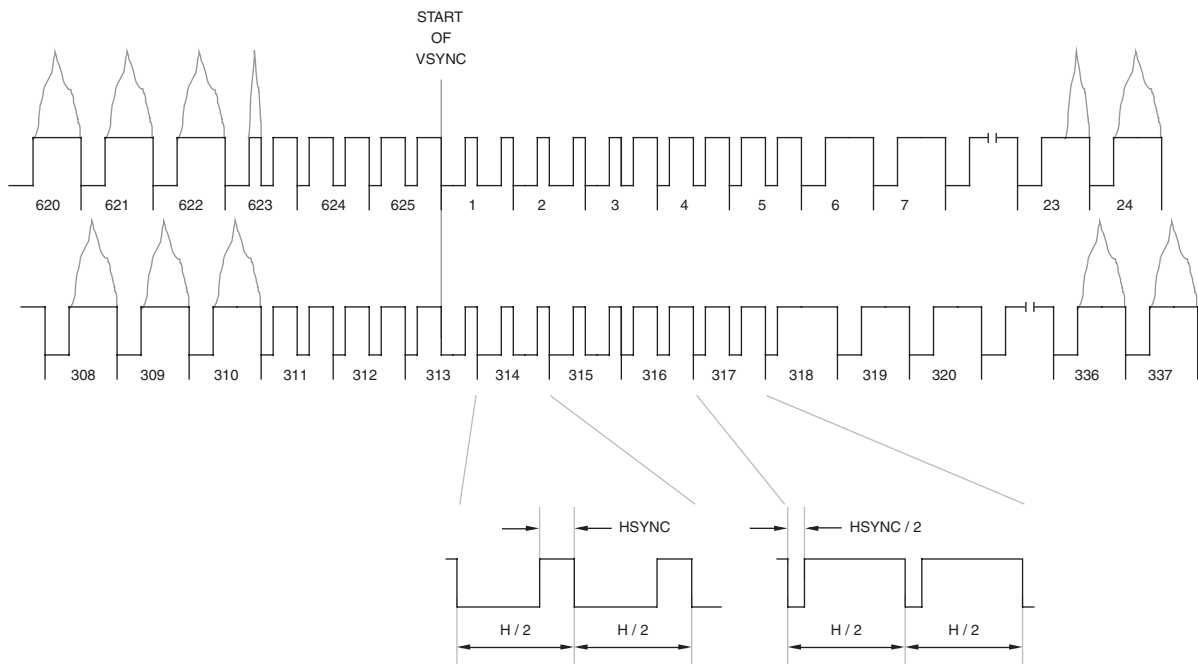 START
OF
VSYNC
620 621 622 623 624 625 1 2 3 4 5 6 7 23 24
308 309 310 311 312 313 314 315 316 317 318 319 320 336 337
HSYNC HSYNC / 2
H / 2 H / 2 H / 2 H / 2